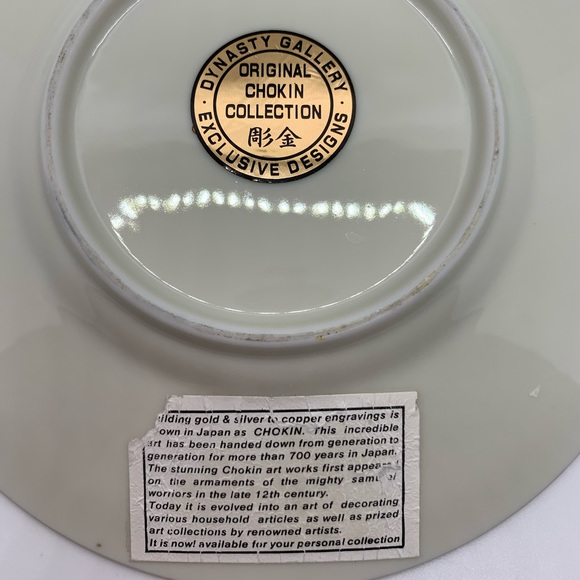 DYNASTY GALLERY
ORIGINAL
CHOKIN
COLLECTION
彫金
EXCLUSIVE DESIGNS
ilding gold & silver to copper engravings is
own in Japan as CHOKIN. This incredible
art has been handed down from generation to
generation for more than 700 years in Japan.
The stunning Chokin art works first appeared
on the armaments of the mighty samurai
worriors in the late 12th century.
Today it is evolved into an art of decorating
various household articles as well as prized
art collections by renowned artists.
It is now! available for your personal collection